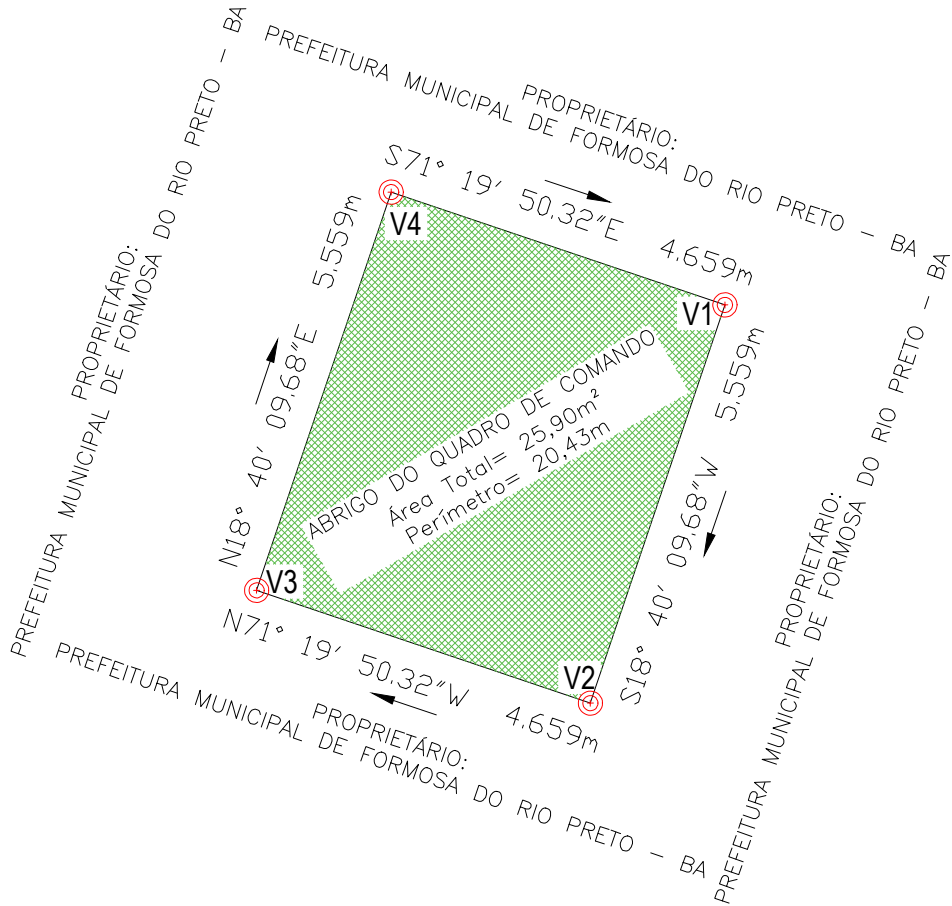 PROPRIETÁRIO:
PREFEITURA MUNICIPAL DE FORMOSA DO RIO PRETO - BA
S71° 19' 50.32"E 4.659m
V4
V1
PROPRIETÁRIO:
PREFEITURA MUNICIPAL DE FORMOSA DO RIO PRETO - BA
N18° 40' 09.68"E 5.559m
ABRIGO DO QUADRO DE COMANDO
Área Total= 25,90m²
Perímetro= 20,43m
5.559m
S18° 40' 09.68"W
PROPRIETÁRIO:
PREFEITURA MUNICIPAL DE FORMOSA DO RIO PRETO - BA
V3
V2
N71° 19' 50.32"W 4.659m
PROPRIETÁRIO:
PREFEITURA MUNICIPAL DE FORMOSA DO RIO PRETO - BA